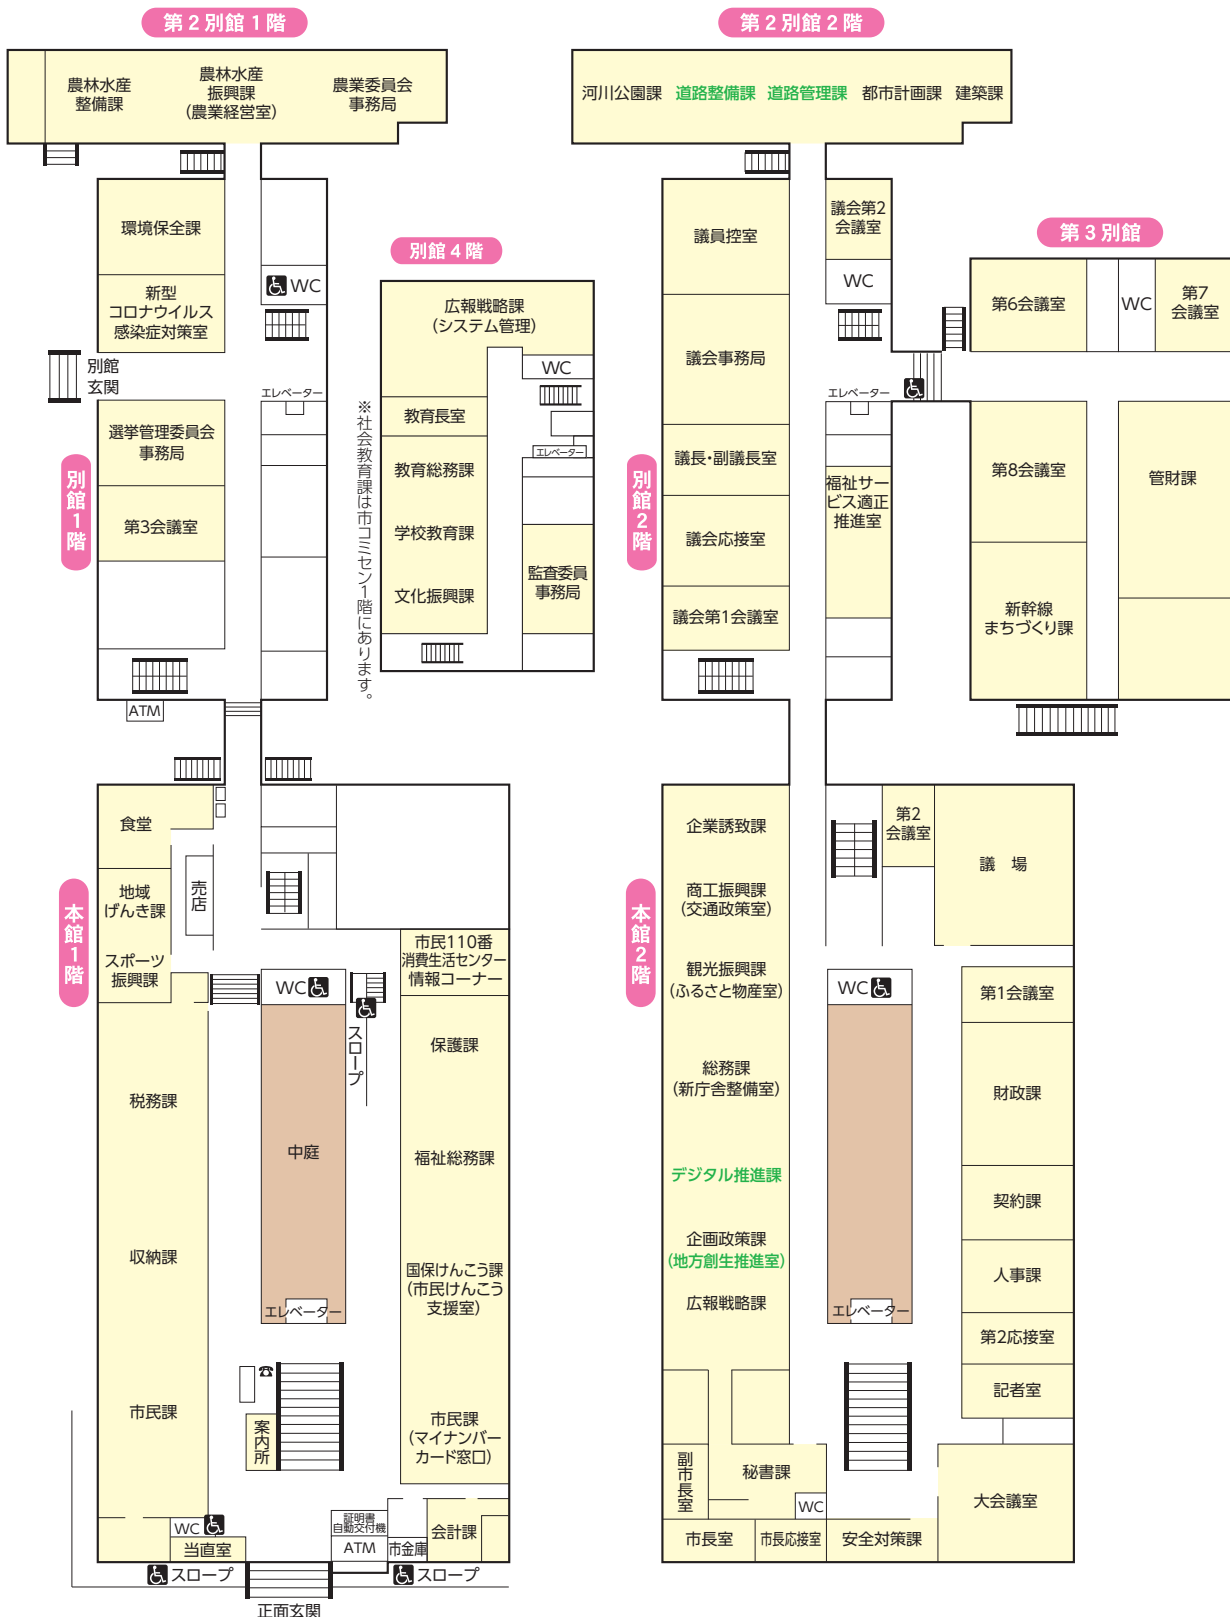 第2別館1階
農林水産
整備課
農林水産
振興課
(農業経営室)
農業委員会
事務局
環境保全課
新型
コロナウイルス
感染症対策室
WC
別館
玄関
エレベーター
選挙管理委員会
事務局
第3会議室
別館1階
ATM
別館4階
広報戦略課
(システム管理)
WC
教育長室
エレベーター
教育総務課
学校教育課
文化振興課
監査委員
事務局
※社会教育課は市コミセン1階にあります。
第2別館2階
河川公園課
道路整備課
道路管理課
都市計画課
建築課
議員控室
議会第2
会議室
WC
議会事務局
エレベーター
議長・副議長室
福祉サー
ビス適正
推進室
議会応接室
議会第1会議室
別館2階
第3別館
第6会議室
WC
第7
会議室
第8会議室
管財課
新幹線
まちづくり課
本館1階
食堂
地域
げんき課
売店
スポーツ
振興課
WC
スロープ
市民110番
消費生活センター
情報コーナー
保護課
税務課
中庭
福祉総務課
収納課
国保けんこう課
(市民けんこう
支援室)
エレベーター
市民課
案内所
市民課
(マイナンバー
カード窓口)
WC
当直室
証明書
自動交付機
ATM
市金庫
会計課
スロープ
スロープ
正面玄関
本館2階
企業誘致課
第2
会議室
議場
商工振興課
(交通政策室)
観光振興課
(ふるさと物産室)
WC
第1会議室
総務課
(新庁舎整備室)
財政課
デジタル推進課
契約課
企画政策課
(地方創生推進室)
人事課
広報戦略課
エレベーター
第2応接室
記者室
副市長室
秘書課
WC
大会議室
市長室
市長応接室
安全対策課